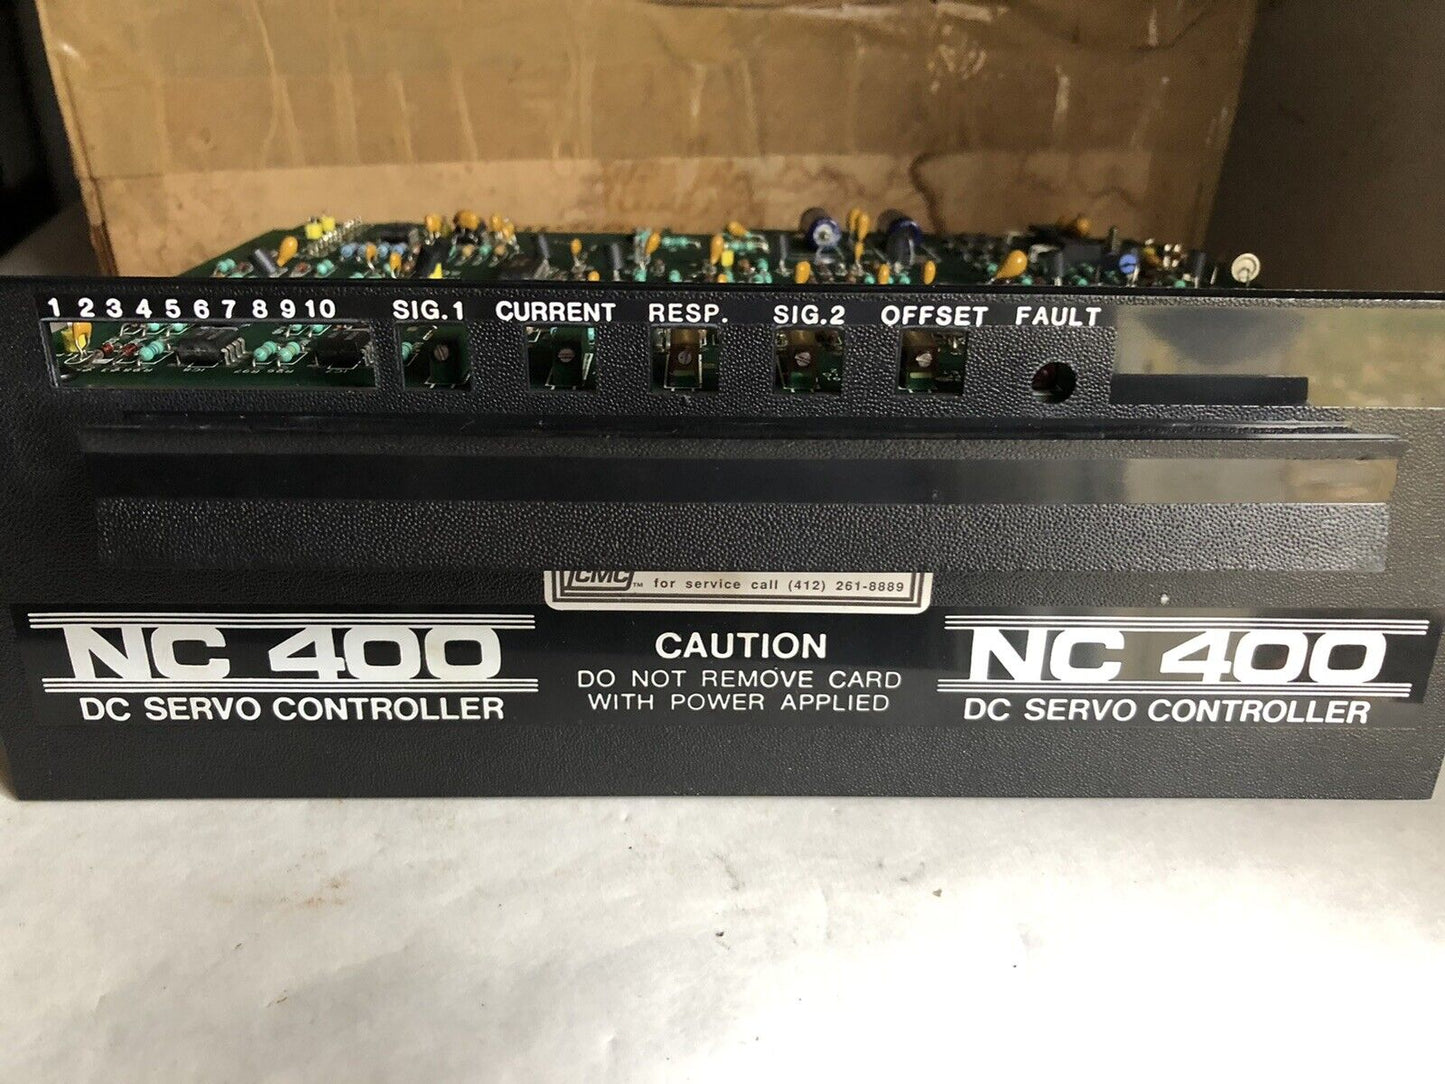 1 2 3 4 5 6 7 8 9 10 SIG.1 CURRENT RESP. SIG.2 OFFSET FAULT
CMC™ for service call (412) 261-8889
NC 400
DC SERVO CONTROLLER
CAUTION
DO NOT REMOVE CARD
WITH POWER APPLIED
NC 400
DC SERVO CONTROLLER